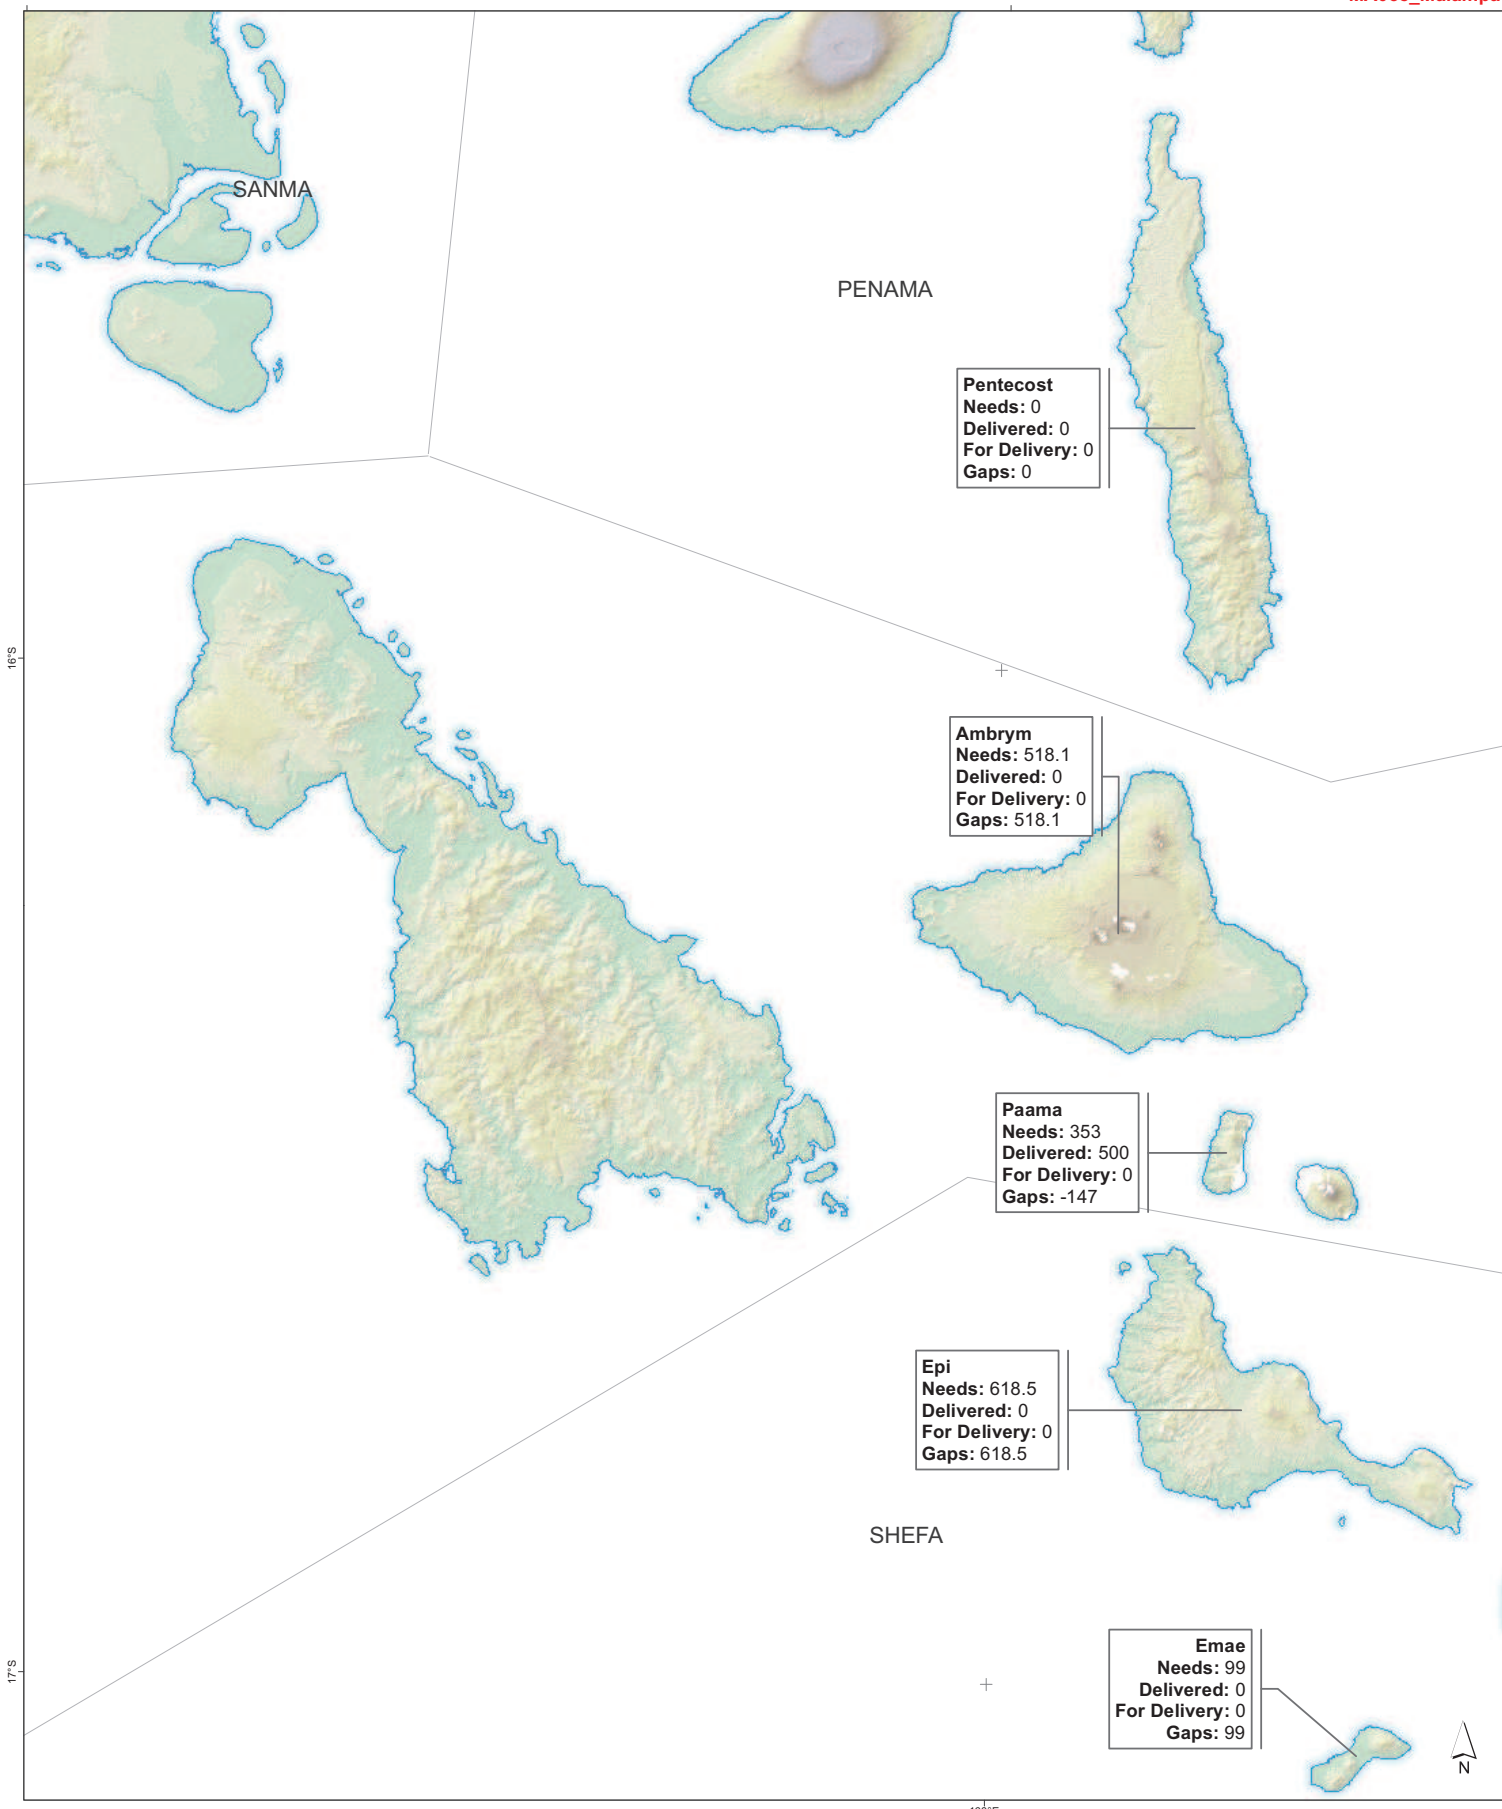 SANMA
PENAMA
Pentecost
Needs: 0
Delivered: 0
For Delivery: 0
Gaps: 0
16°S
Ambrym
Needs: 518.1
Delivered: 0
For Delivery: 0
Gaps: 518.1
Paama
Needs: 353
Delivered: 500
For Delivery: 0
Gaps: -147
Epi
Needs: 618.5
Delivered: 0
For Delivery: 0
Gaps: 618.5
SHEFA
Emae
Needs: 99
Delivered: 0
For Delivery: 0
Gaps: 99
17°S
N